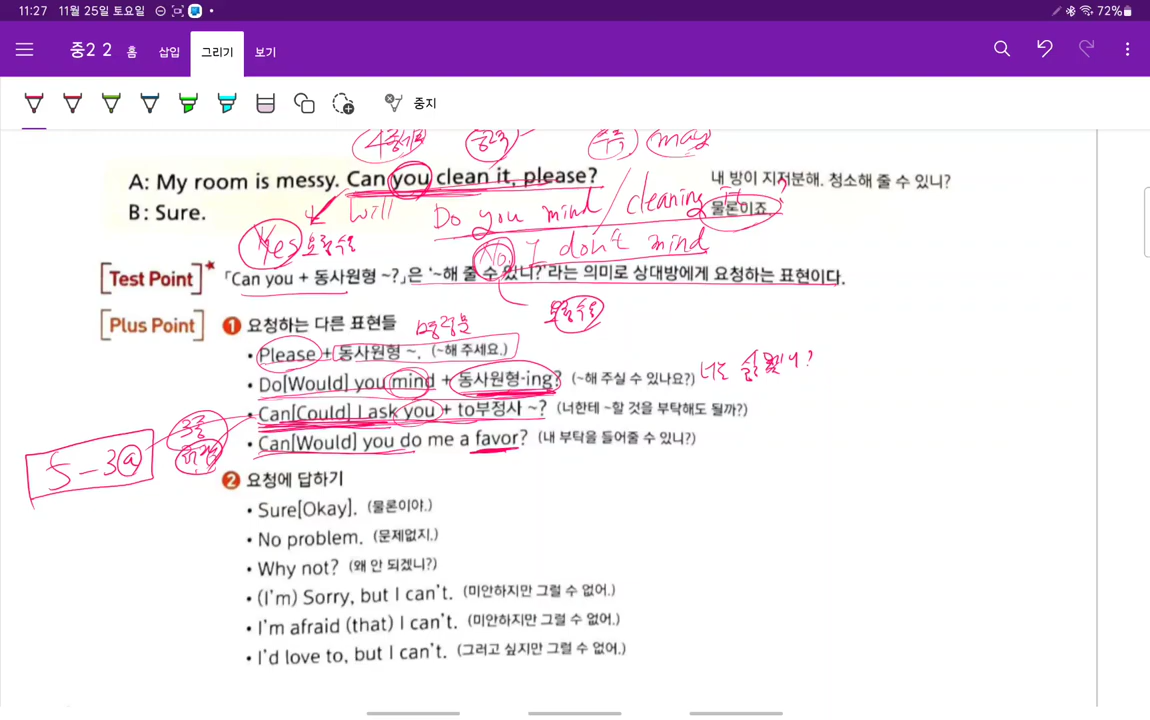 11:27 11월 25일 토요일 72%
중2 2 홈 삽입 그리기 보기
중지
may
A: My room is messy. Can you clean it, please? 내 방이 지저분해. 청소해 줄 수 있니?
will Do you mind / cleaning it?
B: Sure. 물론이죠.
Yes No. I don't mind
[Test Point]* 「Can you + 동사원형 ~?」은 '~해 줄 수 있니?'라는 의미로 상대방에게 요청하는 표현이다.
[Plus Point] 1 요청하는 다른 표현들 명령문
• Please + 동사원형 ~. (~해 주세요.)
• Do[Would] you mind + 동사원형-ing? (~해 주실 수 있나요?)
• Can[Could] I ask you + to부정사 ~? (너한테 ~할 것을 부탁해도 될까?)
• Can[Would] you do me a favor? (내 부탁을 들어줄 수 있니?)
5-3ⓐ
2 요청에 답하기
• Sure[Okay]. (물론이야.)
• No problem. (문제없지.)
• Why not? (왜 안 되겠니?)
• (I'm) Sorry, but I can't. (미안하지만 그럴 수 없어.)
• I'm afraid (that) I can't. (미안하지만 그럴 수 없어.)
• I'd love to, but I can't. (그러고 싶지만 그럴 수 없어.)